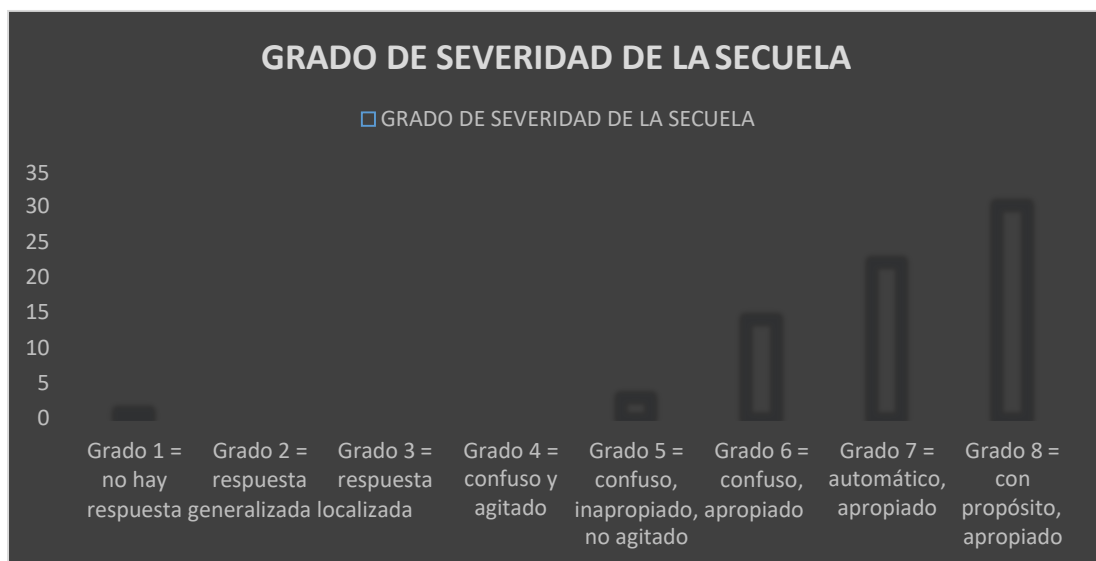 GRADO DE SEVERIDAD DE LA SECUELA
GRADO DE SEVERIDAD DE LA SECUELA
35
30
25
20
15
10
5
0
Grado 1 =
no hay
respuesta
Grado 2 =
respuesta
generalizada
Grado 3 =
respuesta
localizada
Grado 4 =
confuso y
agitado
Grado 5 =
confuso,
inapropiado,
no agitado
Grado 6 =
confuso,
apropiado
Grado 7 =
automático,
apropiado
Grado 8 =
con
propósito,
apropiado